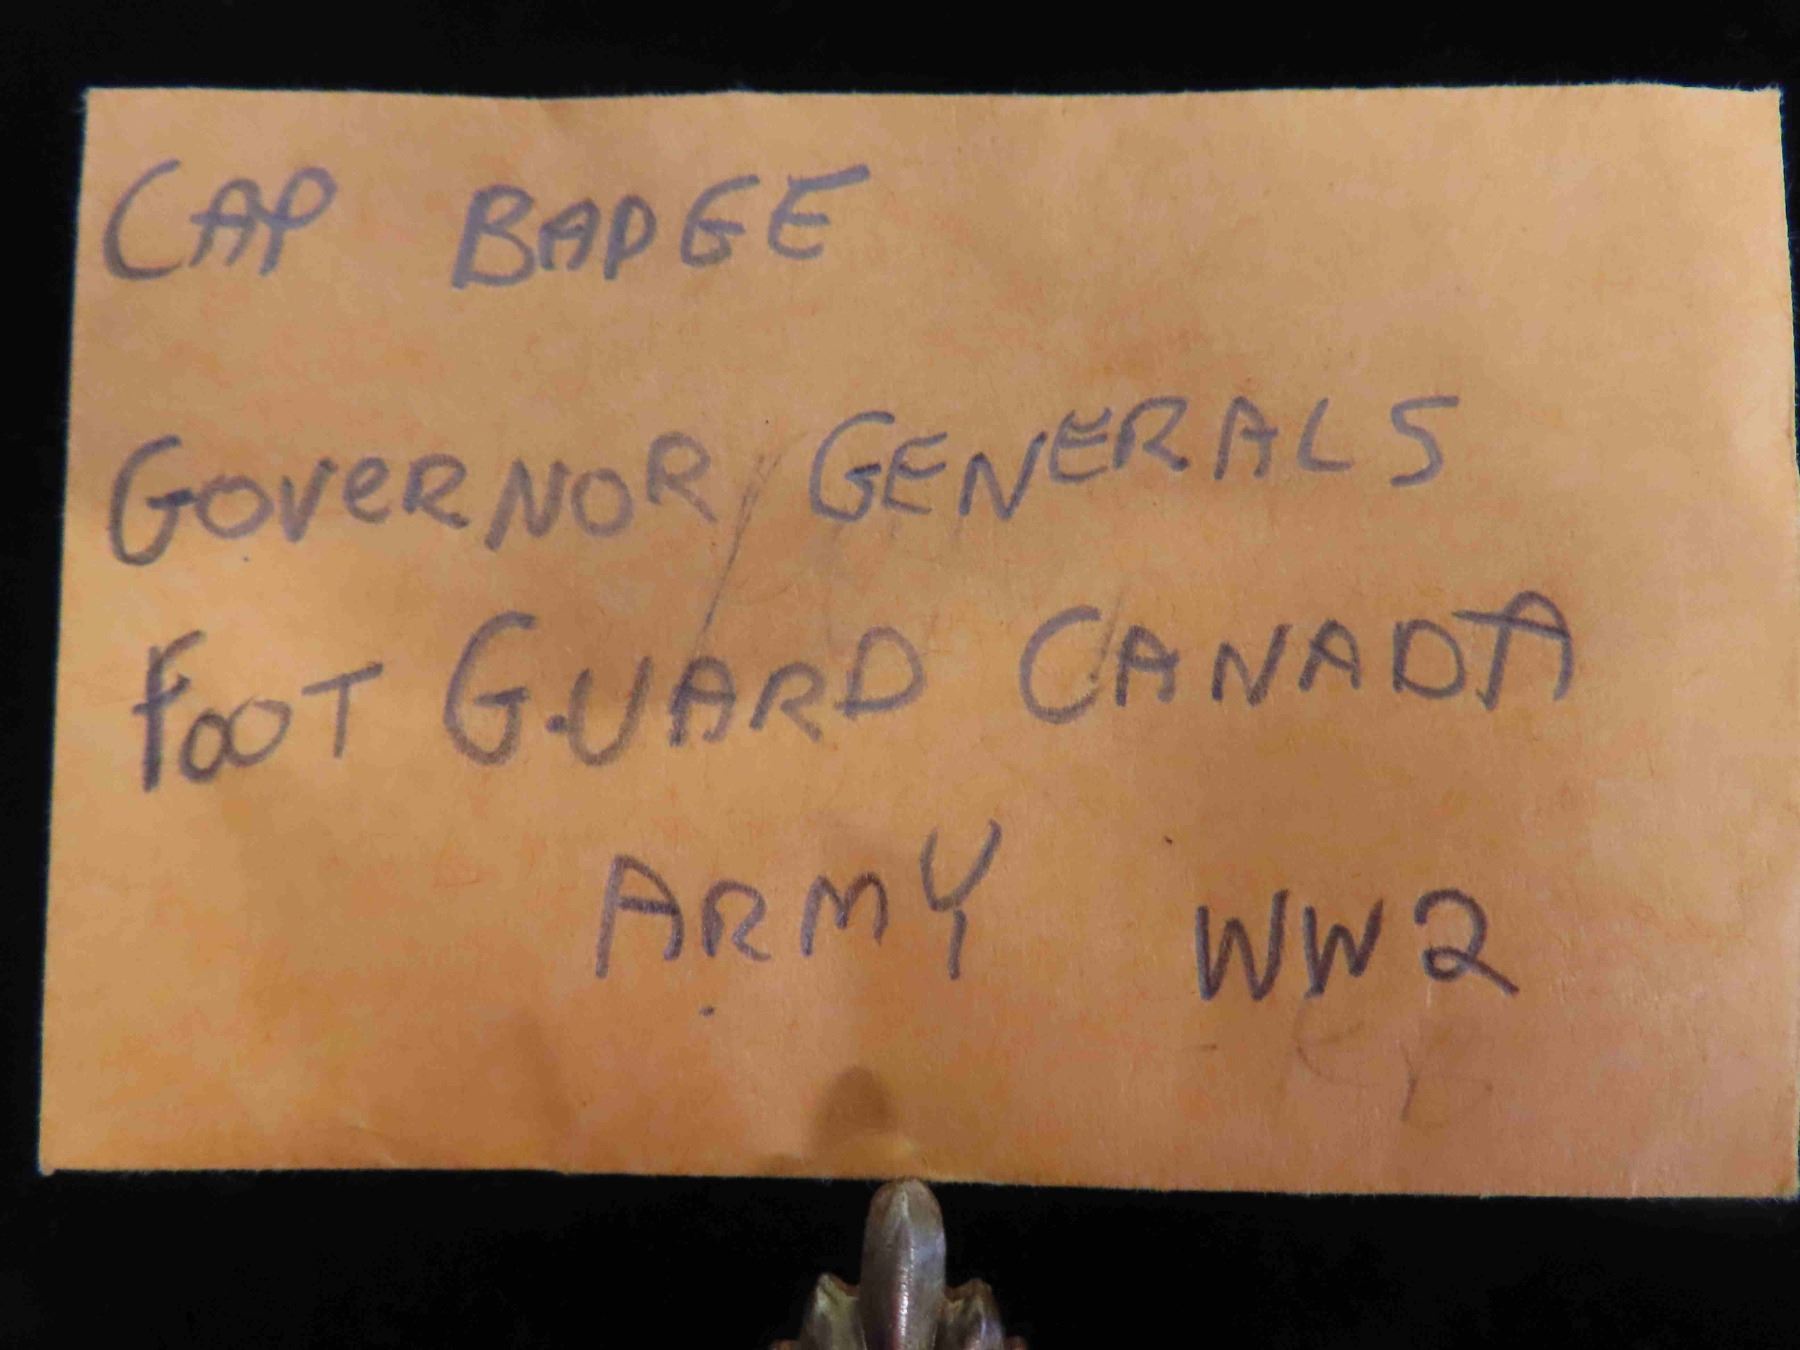 CAP BADGE
GOVERNOR GENERALS
FOOT GUARD CANADA
ARMY WW2